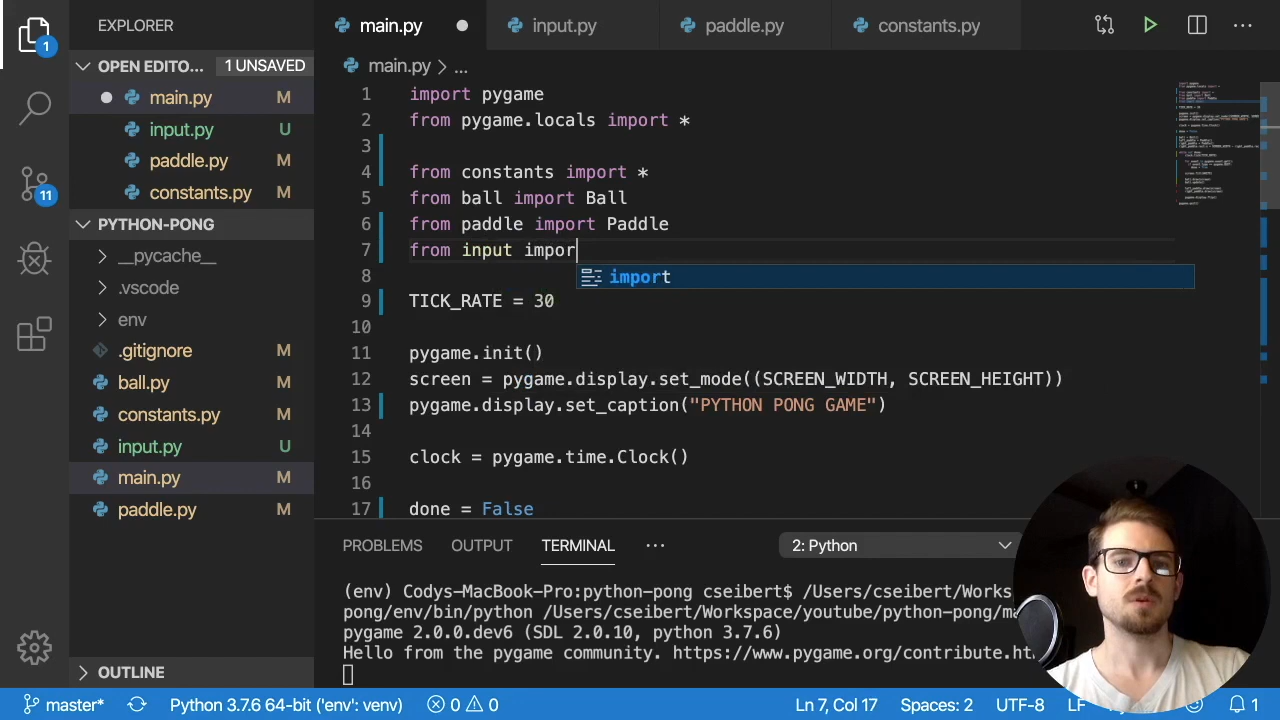 EXPLORER
main.py
input.py
paddle.py
constants.py
1
OPEN EDITO... 1 UNSAVED
main.py M
input.py U
paddle.py M
constants.py M
PYTHON-PONG
__pycache__
.vscode
env
.gitignore M
ball.py M
constants.py M
input.py U
main.py M
paddle.py M
OUTLINE
11
main.py > ...
1 import pygame
2 from pygame.locals import *
3
4 from constants import *
5 from ball import Ball
6 from paddle import Paddle
7 from input impor
import
8
9 TICK_RATE = 30
10
11 pygame.init()
12 screen = pygame.display.set_mode((SCREEN_WIDTH, SCREEN_HEIGHT))
13 pygame.display.set_caption("PYTHON PONG GAME")
14
15 clock = pygame.time.Clock()
16
17 done = False
PROBLEMS OUTPUT TERMINAL ... 2: Python
(env) Codys-MacBook-Pro:python-pong cseibert$ /Users/cseibert/Works
pong/env/bin/python /Users/cseibert/Workspace/youtube/python-pong/ma
pygame 2.0.0.dev6 (SDL 2.0.10, python 3.7.6)
Hello from the pygame community. https://www.pygame.org/contribute.ht
master* Python 3.7.6 64-bit ('env': venv) 0 0 Ln 7, Col 17 Spaces: 2 UTF-8 LF 1